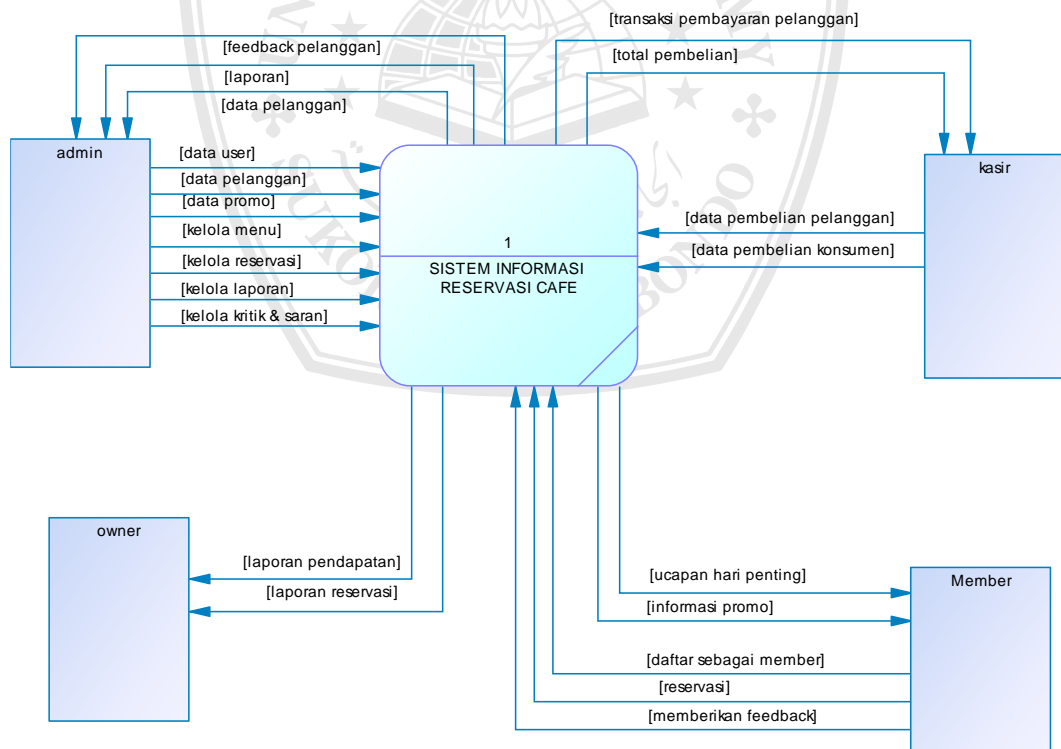 [transaksi pembayaran pelanggan]
[feedback pelanggan]
[total pembelian]
[laporan]
[data pelanggan]
admin
kasir
[data user]
[data pelanggan]
[data promo]
[kelola menu]
[kelola reservasi]
[kelola laporan]
[kelola kritik & saran]
[data pembelian pelanggan]
[data pembelian konsumen]
1
SISTEM INFORMASI
RESERVASI CAFE
owner
[laporan pendapatan]
[laporan reservasi]
Member
[ucapan hari penting]
[informasi promo]
[daftar sebagai member]
[reservasi]
[memberikan feedback]